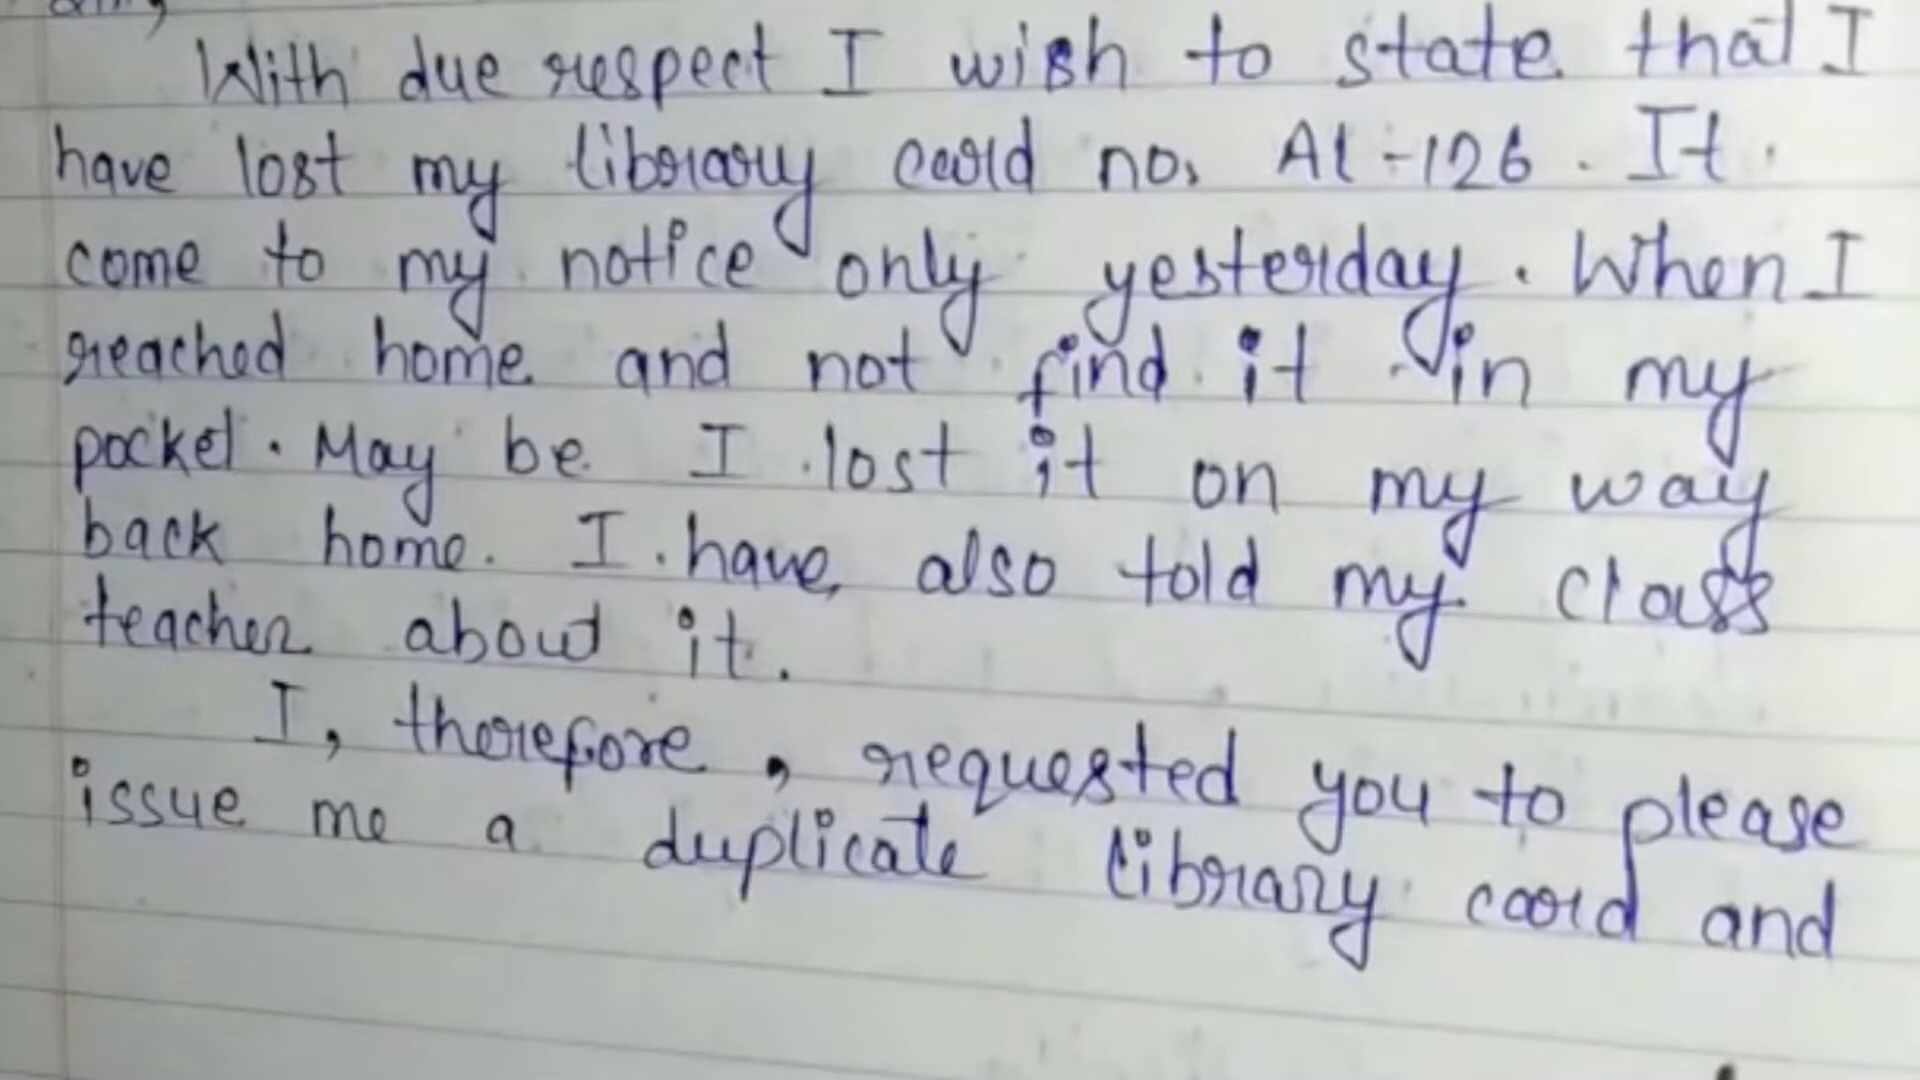 With due respect I wish to state that I
have lost my library card no. Al-126. It
come to my notice only yesterday. When I
reached home and not find it in my
pocket. May be I lost it on my way
back home. I have also told my class
teacher about it.
I, therefore, requested you to please
issue me a duplicate library card and